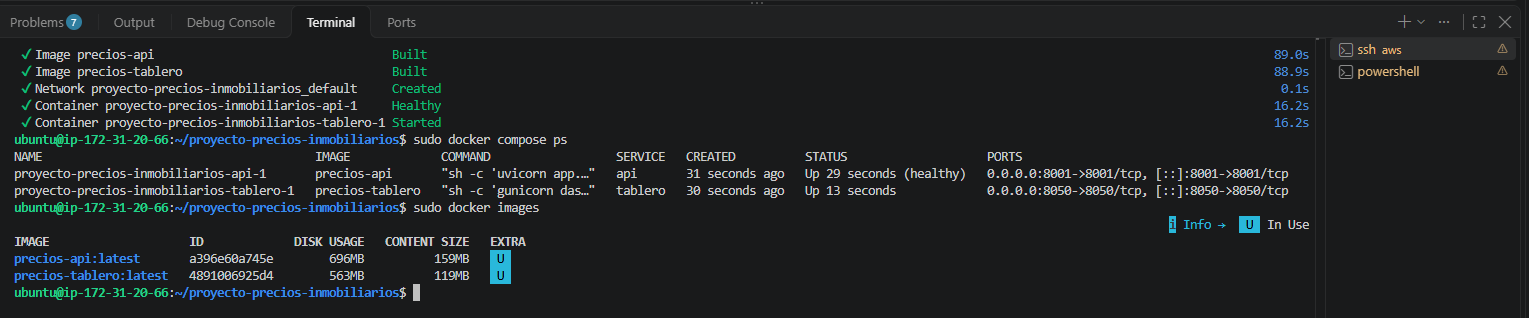 Problems 7 Output Debug Console Terminal Ports
ssh aws
powershell
✓ Image precios-api Built 89.0s
✓ Image precios-tablero Built 88.9s
✓ Network proyecto-precios-inmobiliarios_default Created 0.1s
✓ Container proyecto-precios-inmobiliarios-api-1 Healthy 16.2s
✓ Container proyecto-precios-inmobiliarios-tablero-1 Started 16.2s
ubuntu@ip-172-31-20-66:~/proyecto-precios-inmobiliarios$ sudo docker compose ps
NAME IMAGE COMMAND SERVICE CREATED STATUS PORTS
proyecto-precios-inmobiliarios-api-1 precios-api "sh -c 'uvicorn app.…" api 31 seconds ago Up 29 seconds (healthy) 0.0.0.0:8001->8001/tcp, [::]:8001->8001/tcp
proyecto-precios-inmobiliarios-tablero-1 precios-tablero "sh -c 'gunicorn das…" tablero 30 seconds ago Up 13 seconds 0.0.0.0:8050->8050/tcp, [::]:8050->8050/tcp
ubuntu@ip-172-31-20-66:~/proyecto-precios-inmobiliarios$ sudo docker images
i Info → U In Use
IMAGE ID DISK USAGE CONTENT SIZE EXTRA
precios-api:latest a396e60a745e 696MB 159MB U
precios-tablero:latest 4891006925d4 563MB 119MB U
ubuntu@ip-172-31-20-66:~/proyecto-precios-inmobiliarios$